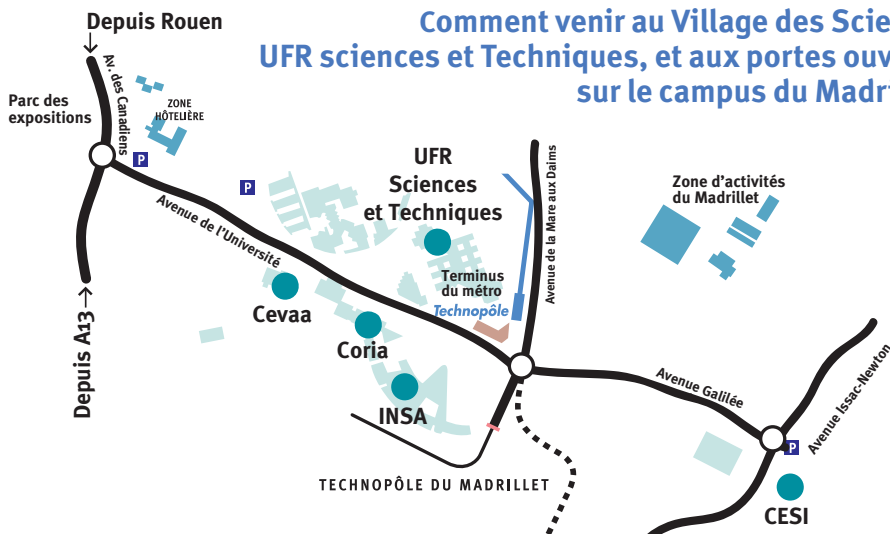 Comment venir au Village des Scie
UFR sciences et Techniques, et aux portes ouv
sur le campus du Madr
Depuis Rouen
Av. des Canadiens
Parc des
expositions
ZONE
HÔTELIÈRE
P
P
Avenue de l'Université
UFR
Sciences
et Techniques
Avenue de la Mare aux Daims
Zone d'activités
du Madrillet
Terminus
du métro
Technopôle
Cevaa
Coria
INSA
Depuis A13
Avenue Galilée
Avenue Issac-Newton
P
TECHNOPÔLE DU MADRILLET
CESI